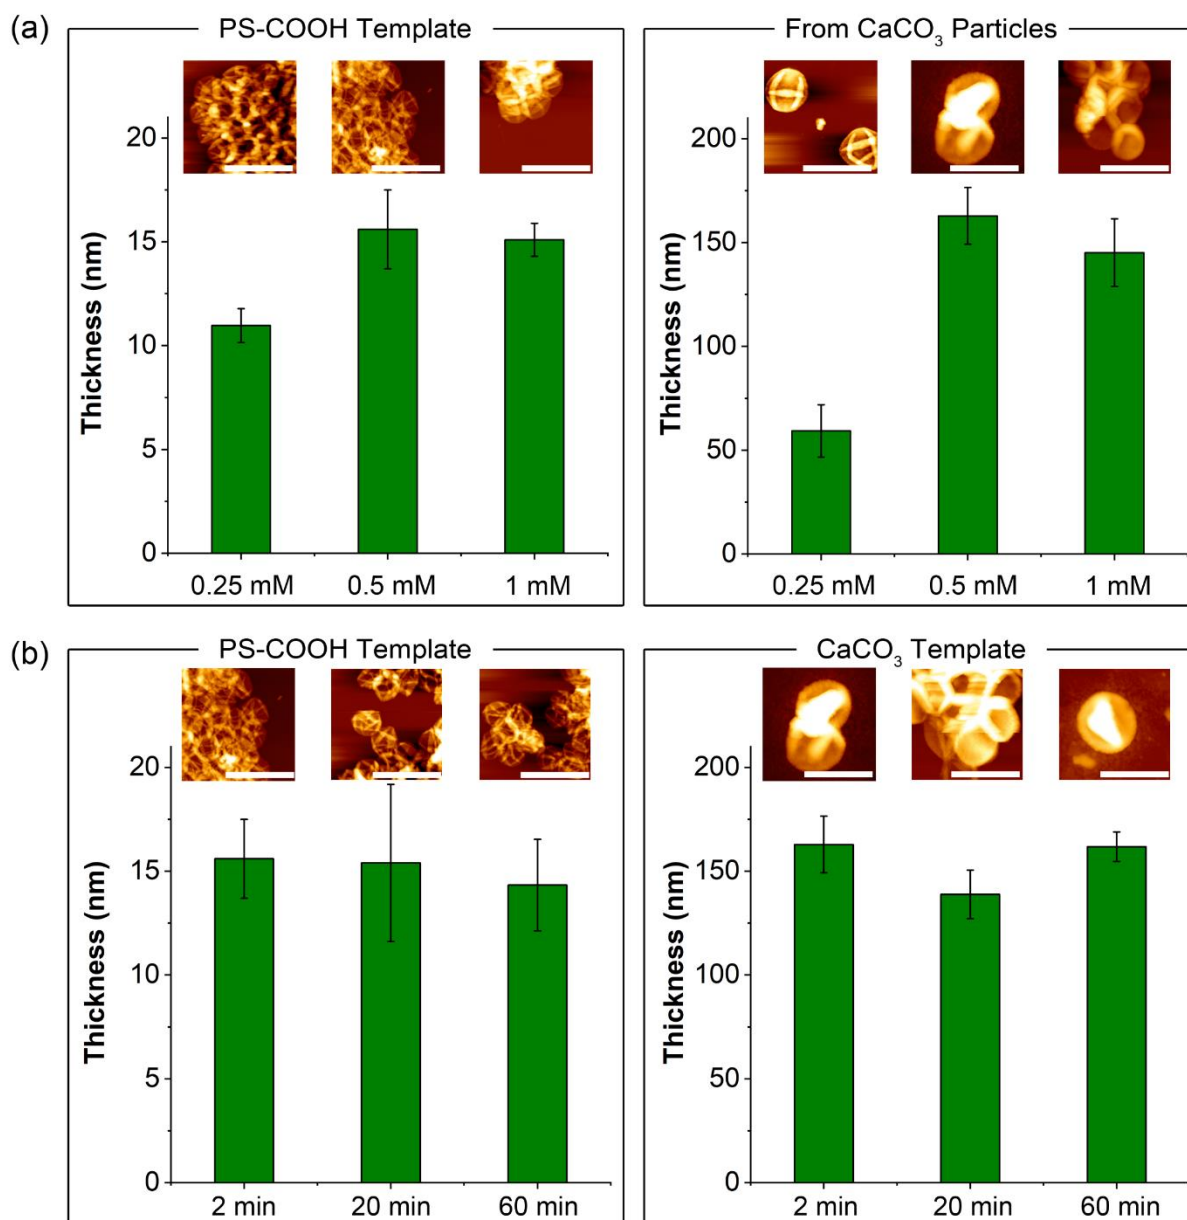 (a)
PS-COOH Template
Thickness (nm)
20
15
10
5
0
0.25 mM 0.5 mM 1 mM
From CaCO₃ Particles
Thickness (nm)
200
150
100
50
0
0.25 mM 0.5 mM 1 mM
(b)
PS-COOH Template
Thickness (nm)
20
15
10
5
0
2 min 20 min 60 min
CaCO₃ Template
Thickness (nm)
200
150
100
50
0
2 min 20 min 60 min